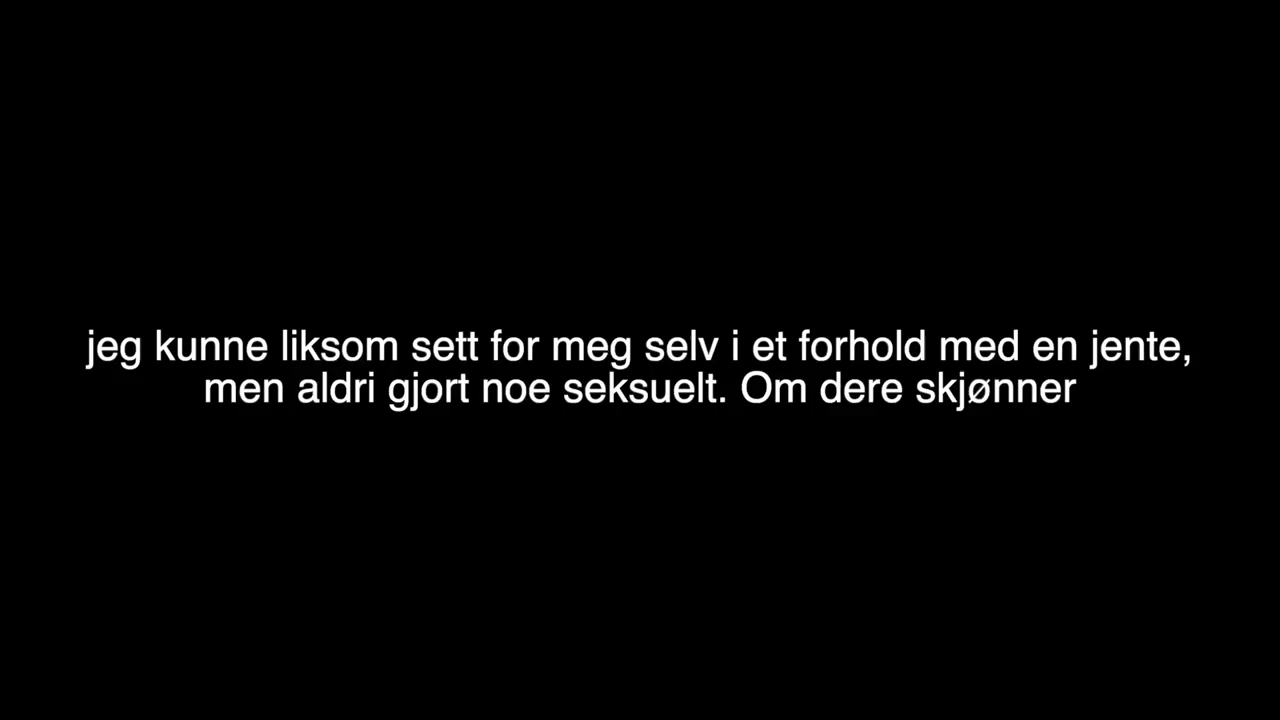 jeg kunne liksom sett for meg selv i et forhold med en jente,
men aldri gjort noe seksuelt. Om dere skjønner